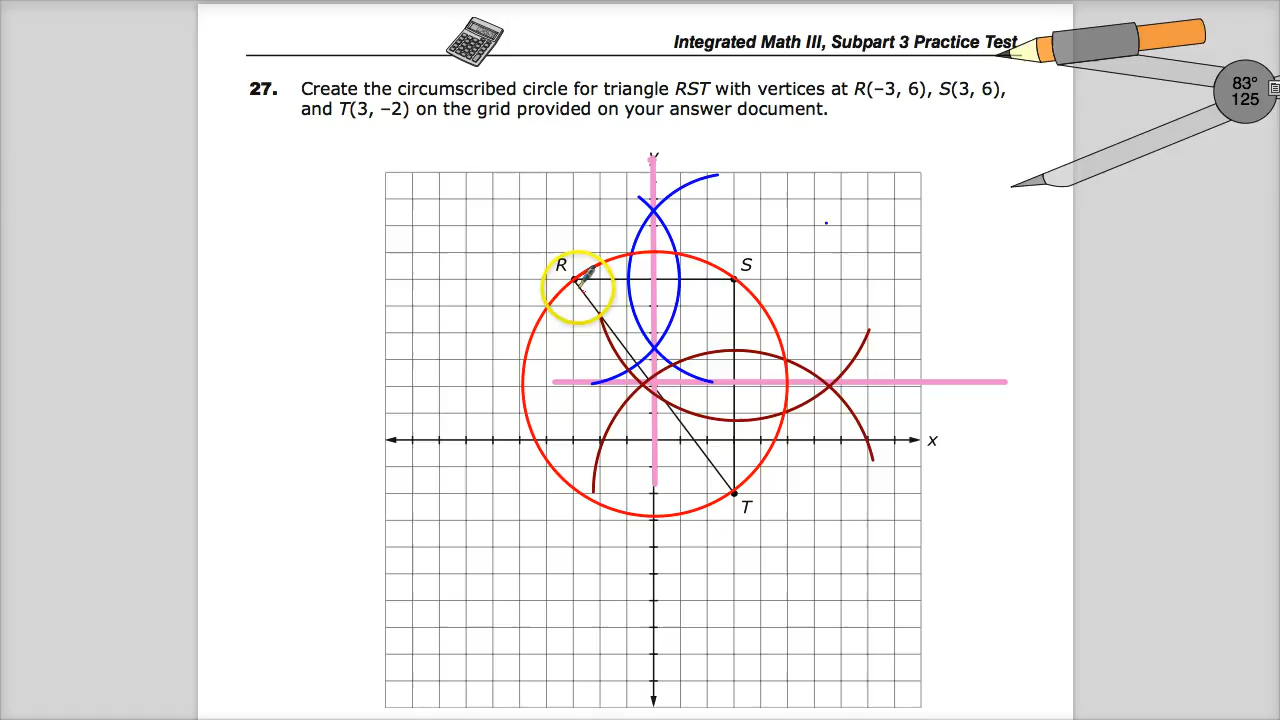 Integrated Math III, Subpart 3 Practice Test
83°
125
27. Create the circumscribed circle for triangle RST with vertices at R(−3, 6), S(3, 6),
and T(3, −2) on the grid provided on your answer document.
y
R
S
x
T